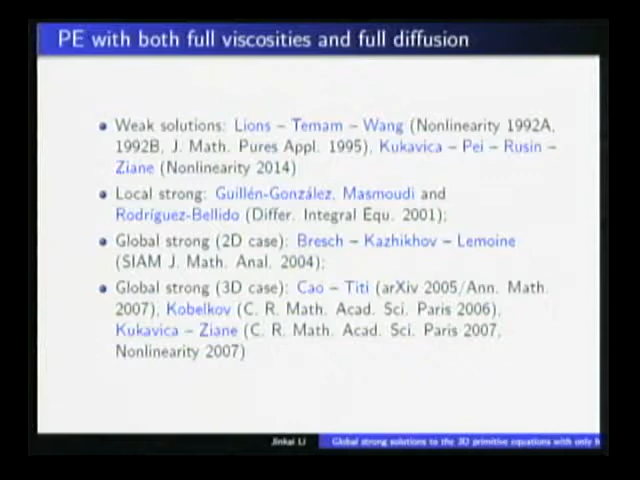 PE with both full viscosities and full diffusion
Weak solutions: Lions – Temam – Wang (Nonlinearity 1992A,
1992B, J. Math. Pures Appl. 1995), Kukavica – Pei – Rusin –
Ziane (Nonlinearity 2014)
Local strong: Guillén-González, Masmoudi and
Rodríguez-Bellido (Differ. Integral Equ. 2001);
Global strong (2D case): Bresch – Kazhikhov – Lemoine
(SIAM J. Math. Anal. 2004);
Global strong (3D case): Cao – Titi (arXiv 2005/Ann. Math.
2007), Kobelkov (C. R. Math. Acad. Sci. Paris 2006),
Kukavica – Ziane (C. R. Math. Acad. Sci. Paris 2007,
Nonlinearity 2007)
Jinkai Li
Global strong solutions to the 3D primitive equations with only h